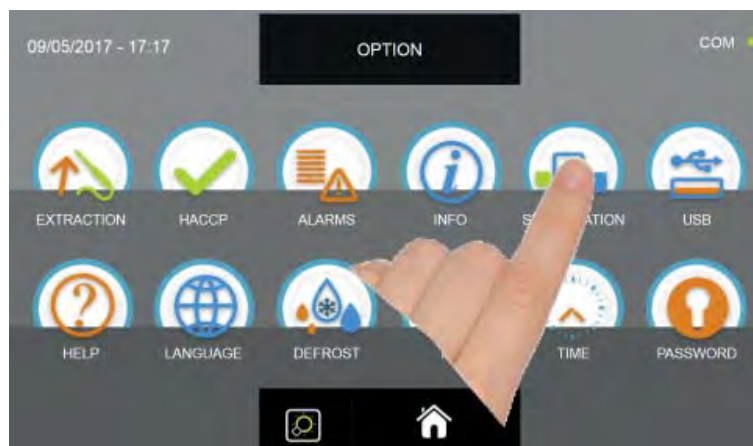 09/05/2017 - 17:17
OPTION
COM
EXTRACTION
HACCP
ALARMS
INFO
USB
HELP
LANGUAGE
DEFROST
TIME
PASSWORD